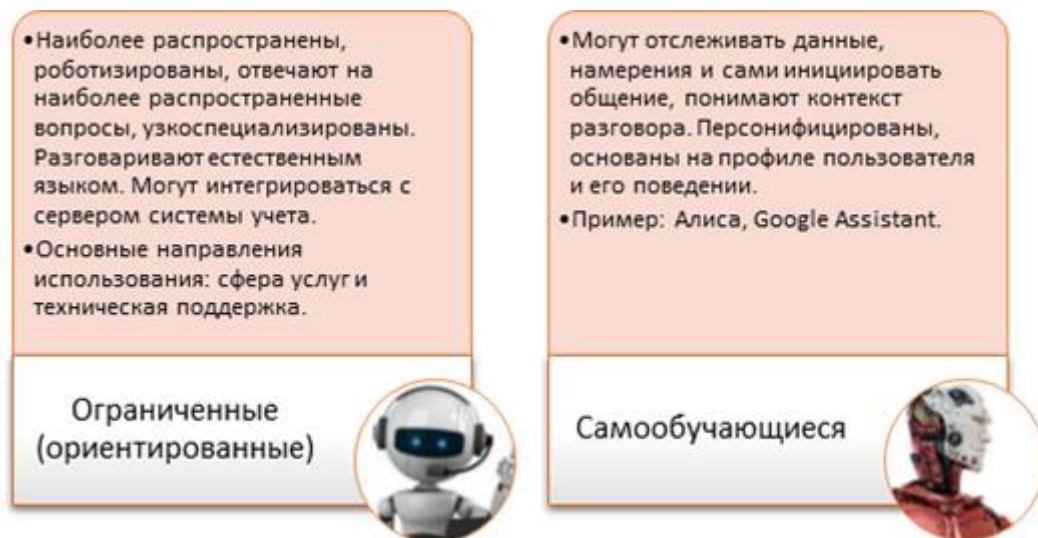 •Наиболее распространены,
роботизированы, отвечают на
наиболее распространенные
вопросы, узкоспециализированы.
Разговаривают естественным
языком. Могут интегрироваться с
сервером системы учета.
•Основные направления
использования: сфера услуг и
техническая поддержка.
Ограниченные
(ориентированные)
•Могут отслеживать данные,
намерения и сами инициировать
общение, понимают контекст
разговора. Персонифицированы,
основаны на профиле пользователя
и его поведении.
•Пример: Алиса, Google Assistant.
Самообучающиеся